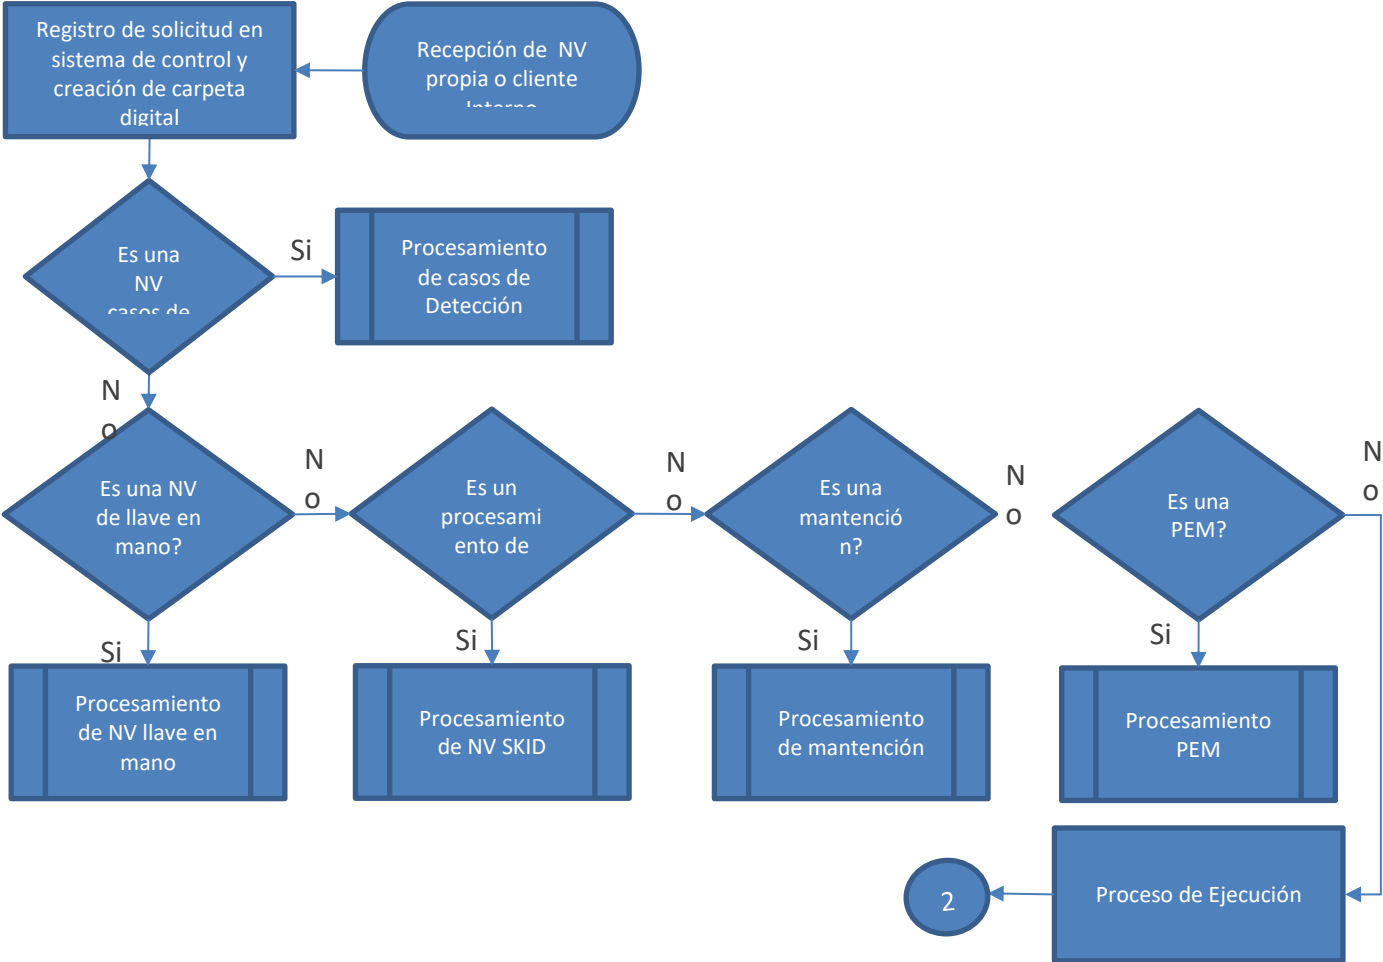 Registro de solicitud en
sistema de control y
creación de carpeta
digital
Recepción de NV
propia o cliente
Interno
Es una
NV
casos de
Si
Procesamiento
de casos de
Detección
N
o
Es una NV
de llave en
mano?
N
o
Es un
procesami
ento de
N
o
Es una
mantenció
n?
N
o
Es una
PEM?
N
o
Si
Si
Si
Si
Procesamiento
de NV llave en
mano
Procesamiento
de NV SKID
Procesamiento
de mantención
Procesamiento
PEM
Proceso de Ejecución
2